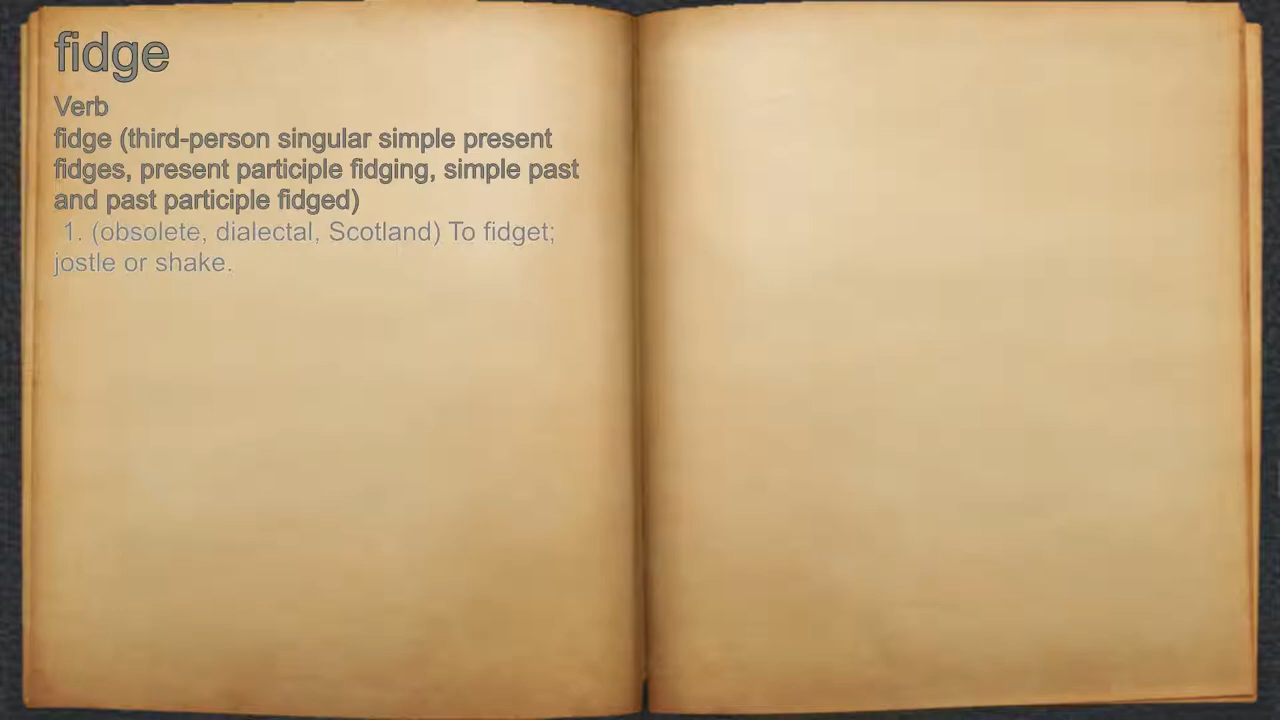 fidge
Verb
fidge (third-person singular simple present
fidges, present participle fidging, simple past
and past participle fidged)
1. (obsolete, dialectal, Scotland) To fidget;
jostle or shake.